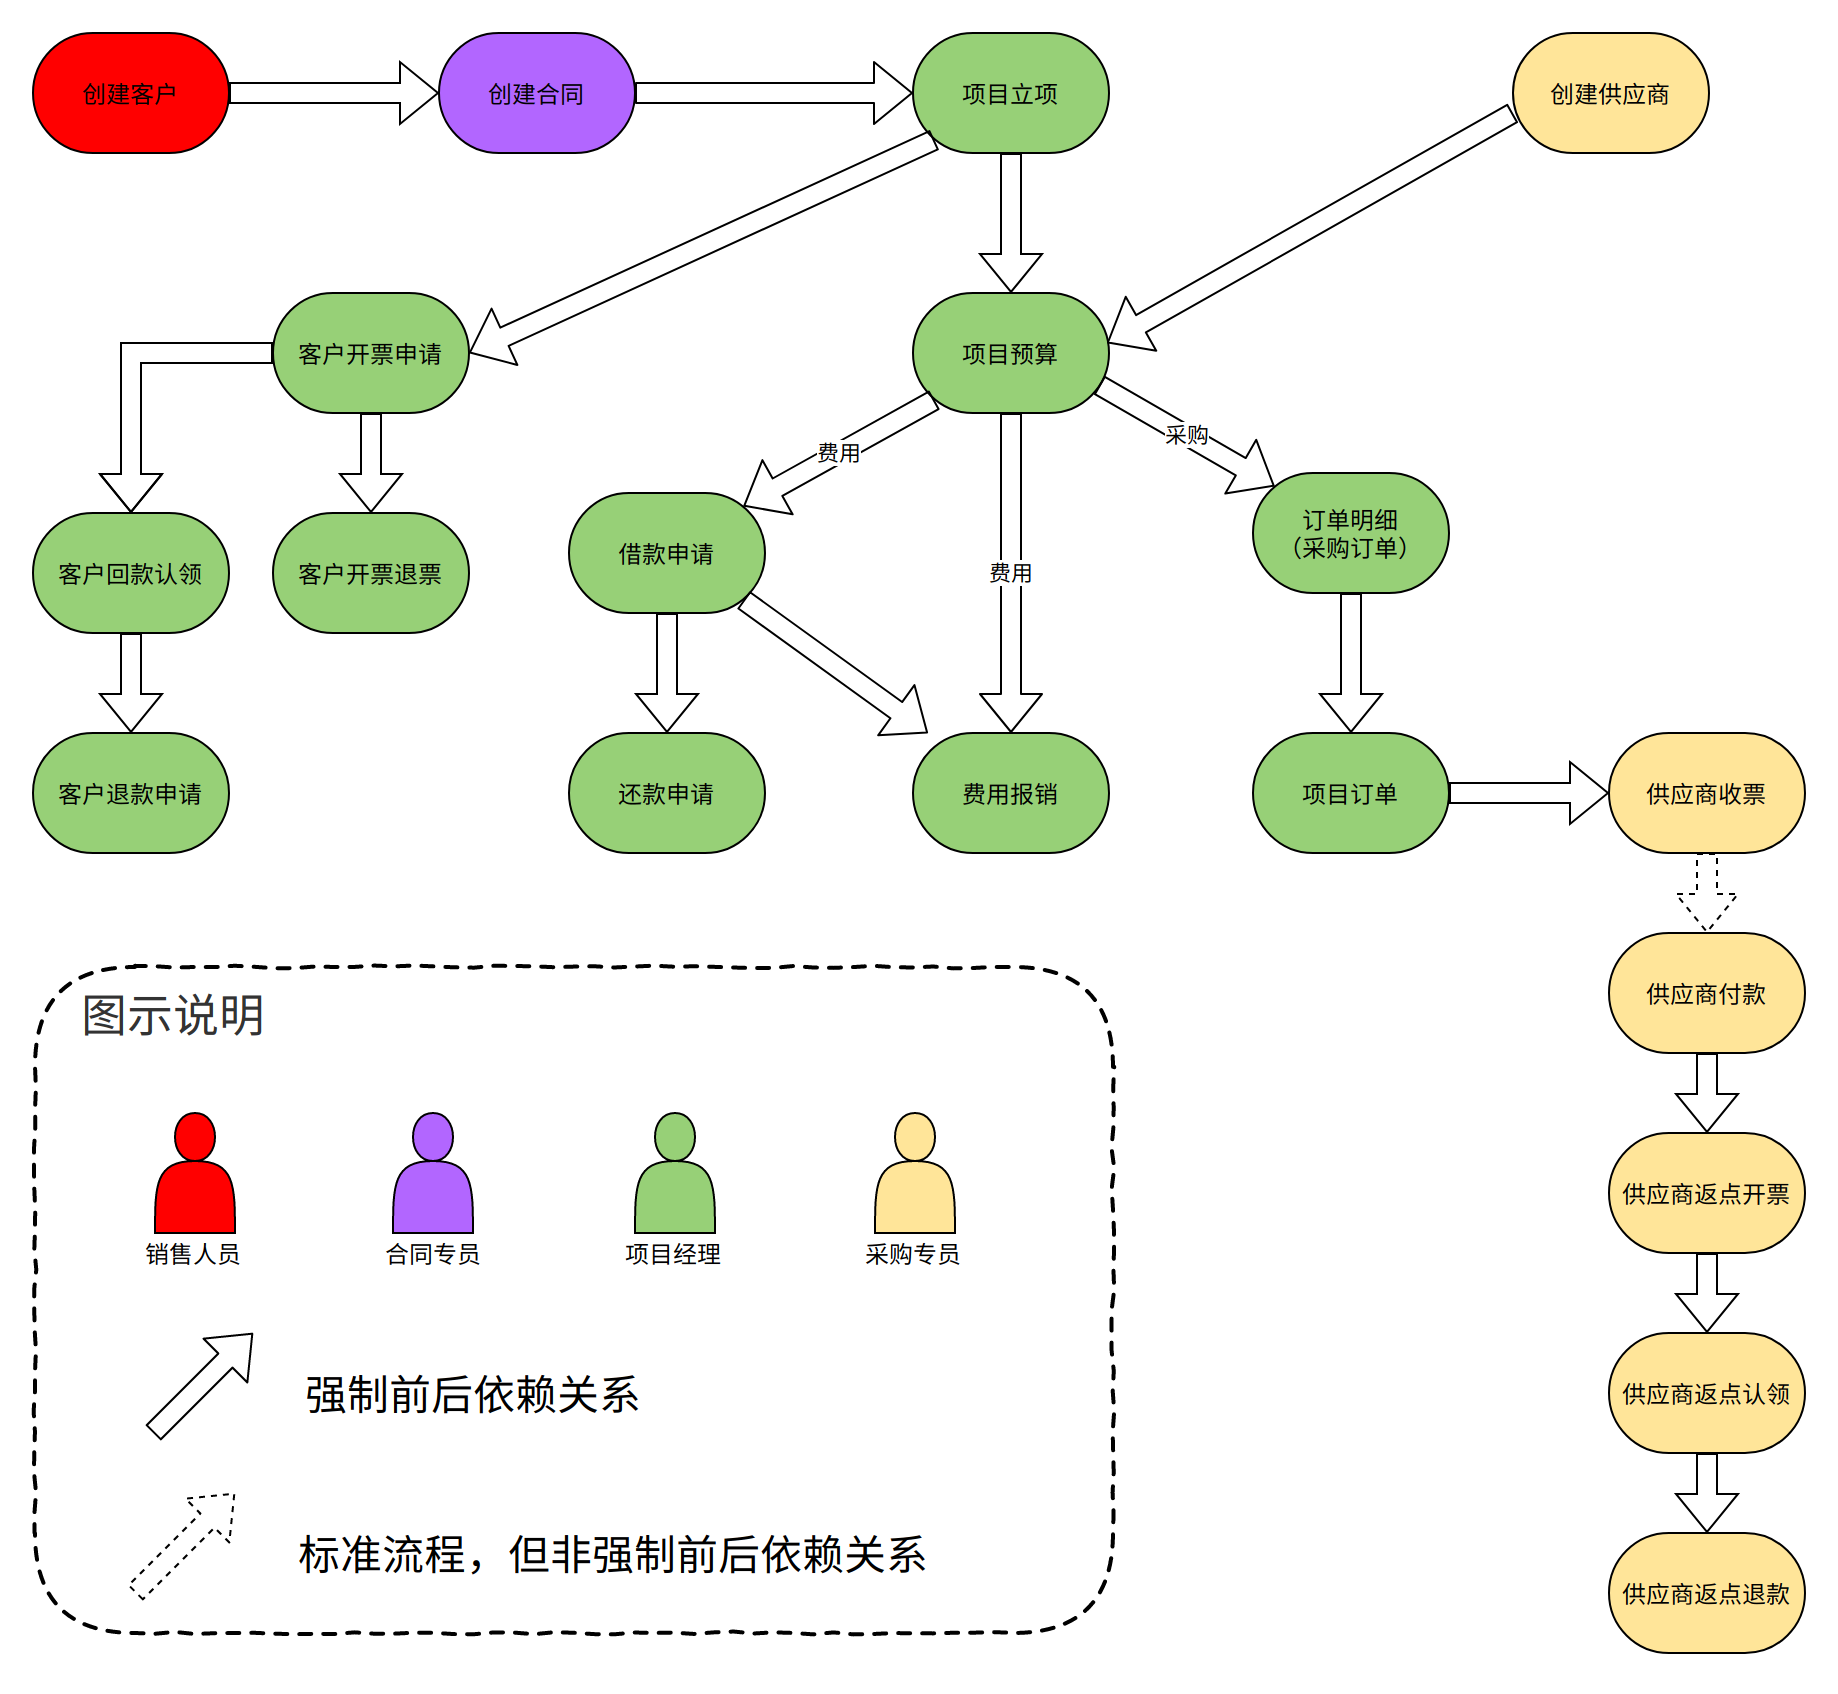 创建客户
创建合同
项目立项
创建供应商
客户开票申请
项目预算
费用
采购
客户回款认领
客户开票退票
借款申请
费用
订单明细
（采购订单）
客户退款申请
还款申请
费用报销
项目订单
供应商收票
供应商付款
供应商返点开票
供应商返点认领
供应商返点退款
图示说明
销售人员
合同专员
项目经理
采购专员
强制前后依赖关系
标准流程，但非强制前后依赖关系